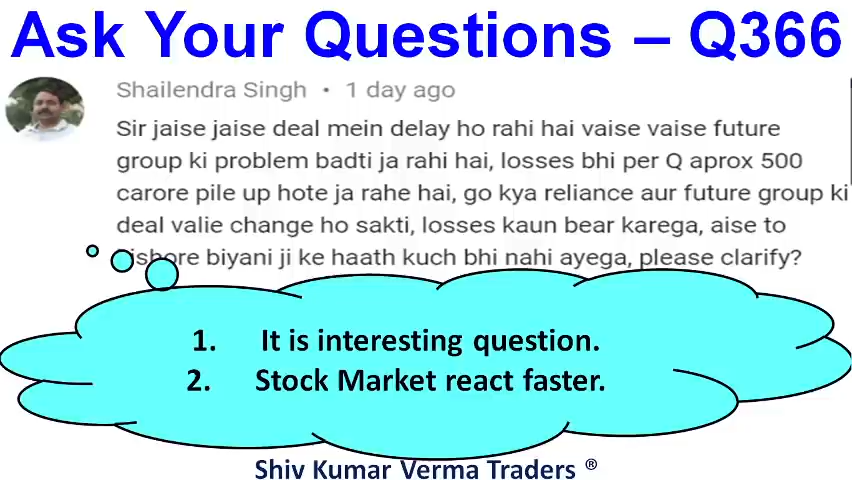 Ask Your Questions – Q366
Shailendra Singh • 1 day ago
Sir jaise jaise deal mein delay ho rahi hai vaise vaise future
group ki problem badti ja rahi hai, losses bhi per Q aprox 500
carore pile up hote ja rahe hai, go kya reliance aur future group ki
deal valie change ho sakti, losses kaun bear karega, aise to
biyani ji ke haath kuch bhi nahi ayega, please clarify?
1. It is interesting question.
2. Stock Market react faster.
Shiv Kumar Verma Traders ®